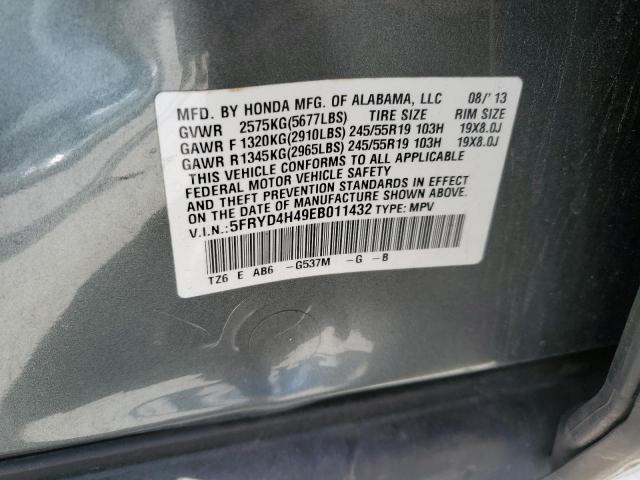 MFD. BY HONDA MFG. OF ALABAMA, LLC 08/'13
GVWR 2575KG(5677LBS) TIRE SIZE RIM SIZE
GAWR F 1320KG(2910LBS) 245/55R19 103H 19X8.0J
GAWR R1345KG(2965LBS) 245/55R19 103H 19X8.0J
THIS VEHICLE CONFORMS TO ALL APPLICABLE
FEDERAL MOTOR VEHICLE SAFETY
AND THEFT PREVENTION STANDARDS IN EFFECT
ON THE DATE OF MANUFACTURE SHOWN ABOVE.
V.I.N.:5FRYD4H49EB011432 TYPE: MPV
TZ6 E AB6 -G537M -G -B